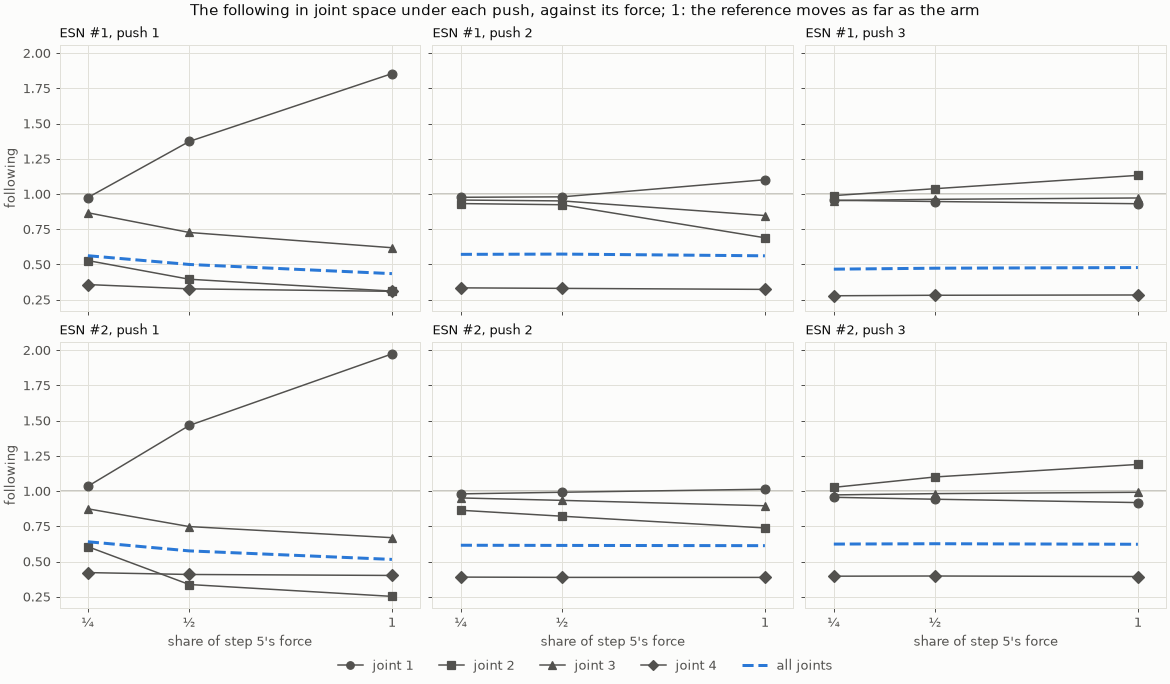 The following in joint space under each push, against its force; 1: the reference moves as far as the arm
ESN #1, push 1
ESN #1, push 2
ESN #1, push 3
2.00
1.75
1.50
1.25
1.00
0.75
0.50
0.25
following
ESN #2, push 1
ESN #2, push 2
ESN #2, push 3
2.00
1.75
1.50
1.25
1.00
0.75
0.50
0.25
following
¼ ½ 1
¼ ½ 1
¼ ½ 1
share of step 5's force
share of step 5's force
share of step 5's force
joint 1 joint 2 joint 3 joint 4 all joints